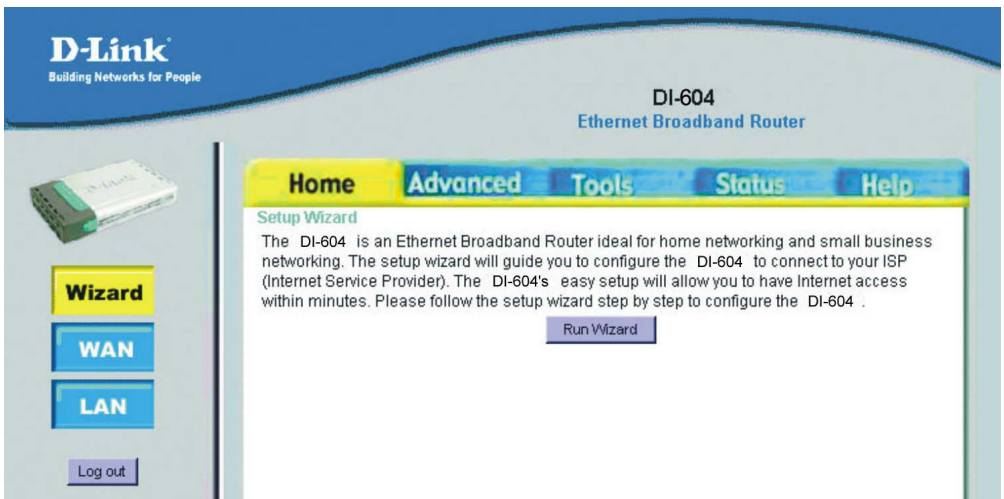 D-Link
Building Networks for People
DI-604
Ethernet Broadband Router
D-Link
Home Advanced Tools Status Help
Setup Wizard
The DI-604 is an Ethernet Broadband Router ideal for home networking and small business
networking. The setup wizard will guide you to configure the DI-604 to connect to your ISP
(Internet Service Provider). The DI-604's easy setup will allow you to have Internet access
within minutes. Please follow the setup wizard step by step to configure the DI-604 .
Run Wizard
Wizard
WAN
LAN
Log out